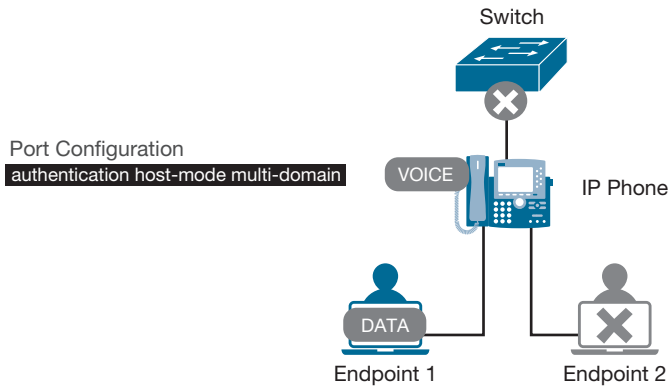 Switch
Port Configuration
authentication host-mode multi-domain
VOICE
IP Phone
DATA
Endpoint 1
Endpoint 2